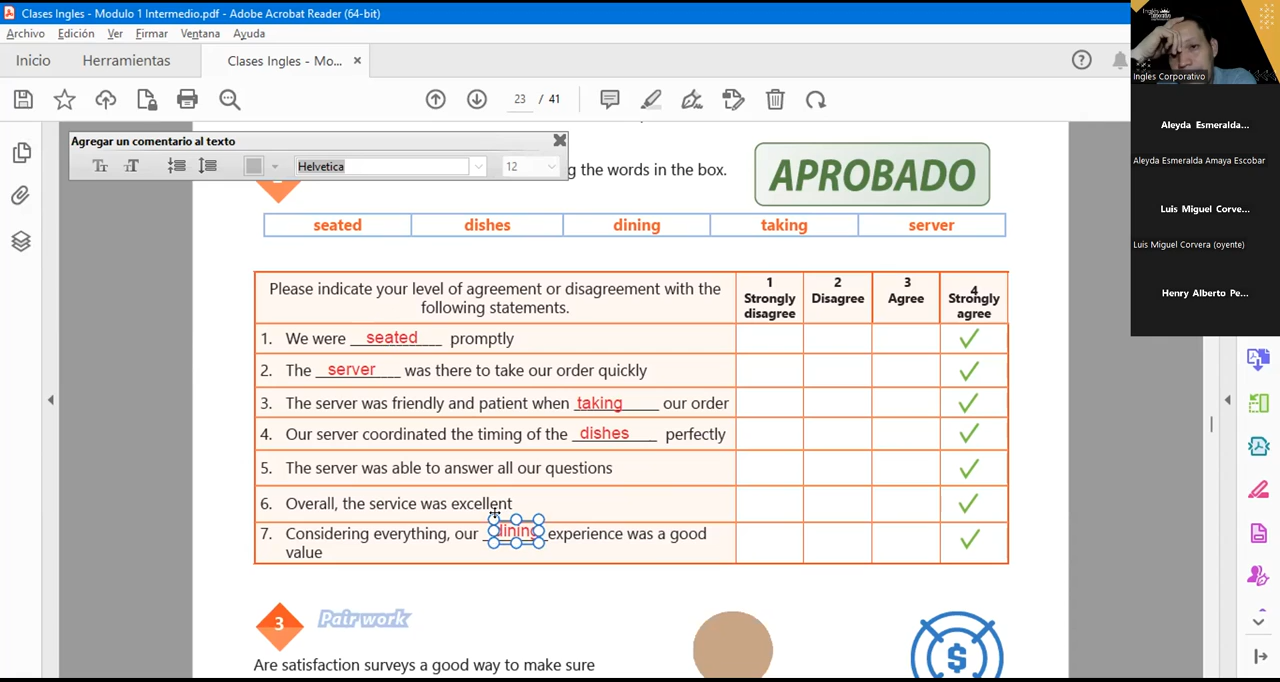 Clases Ingles - Modulo 1 Intermedio.pdf - Adobe Acrobat Reader (64-bit)
Archivo Edición Ver Firmar Ventana Ayuda
Inicio Herramientas Clases Ingles - Mo... ×
23 / 41
Agregar un comentario al texto
Helvetica 12
g the words in the box.
APROBADO
seated dishes dining taking server
Please indicate your level of agreement or disagreement with the following statements.
1 Strongly disagree
2 Disagree
3 Agree
4 Strongly agree
1. We were seated promptly
2. The server was there to take our order quickly
3. The server was friendly and patient when taking our order
4. Our server coordinated the timing of the dishes perfectly
5. The server was able to answer all our questions
6. Overall, the service was excellent
7. Considering everything, our dining experience was a good
value
3 Pair work
Are satisfaction surveys a good way to make sure
$
Ingles Corporativo
Aleyda Esmeralda...
Aleyda Esmeralda Amaya Escobar
Luis Miguel Corve...
Luis Miguel Corvera (oyente)
Henry Alberto Pe...